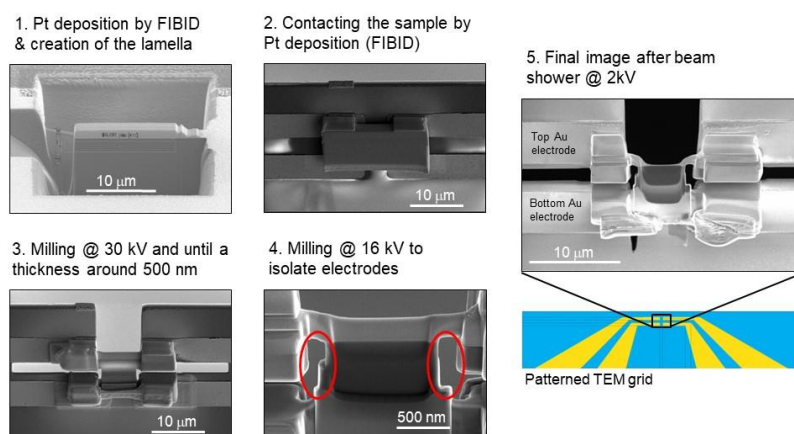 1. Pt deposition by FIBID
& creation of the lamella
10 μm
2. Contacting the sample by
Pt deposition (FIBID)
10 μm
3. Milling @ 30 kV and until a
thickness around 500 nm
10 μm
4. Milling @ 16 kV to
isolate electrodes
500 nm
5. Final image after beam
shower @ 2kV
Top Au
electrode
Bottom Au
electrode
10 μm
Patterned TEM grid